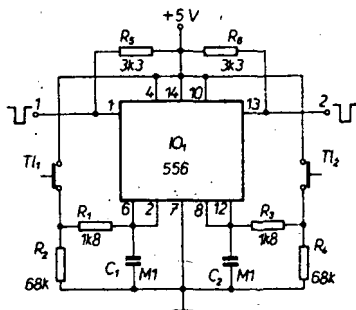 +5 V
R5 R6
3k3 3k3
4 14 10
1 1 13 2
IO1
556
Tl1 Tl2
6 2 7 8 12
R1 R3
1k8 1k8
R2 C1 M1 C2 M1 R4
68k 68k